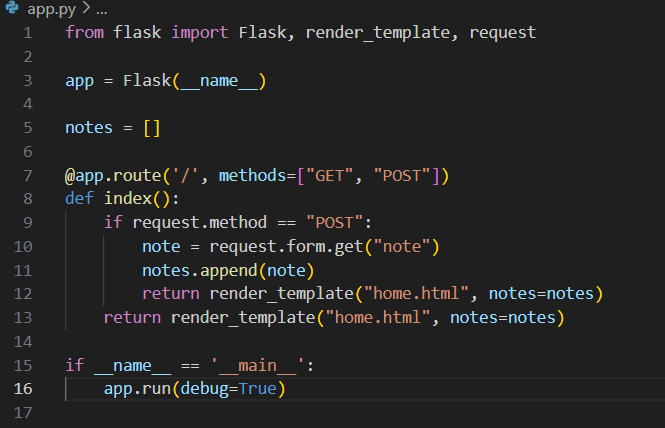 app.py > ...
1 from flask import Flask, render_template, request
2
3 app = Flask(__name__)
4
5 notes = []
6
7 @app.route('/', methods=["GET", "POST"])
8 def index():
9     if request.method == "POST":
10         note = request.form.get("note")
11         notes.append(note)
12         return render_template("home.html", notes=notes)
13     return render_template("home.html", notes=notes)
14
15 if __name__ == '__main__':
16     app.run(debug=True)
17